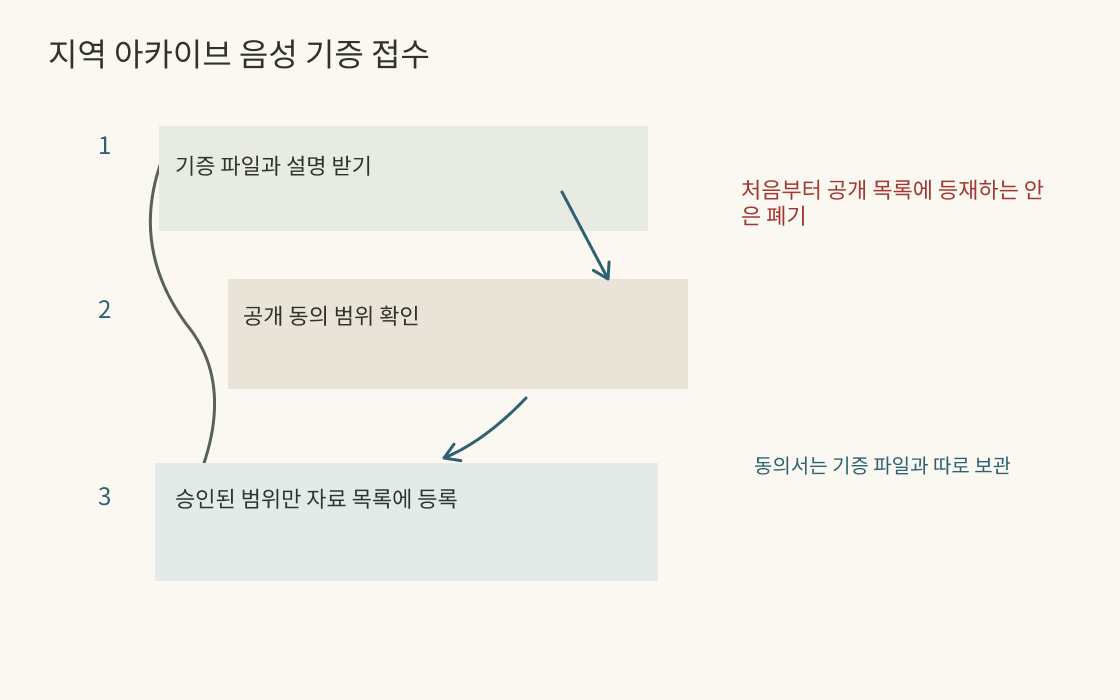 지역 아카이브 음성 기증 접수
1
기증 파일과 설명 받기
처음부터 공개 목록에 등재하는 안
은 폐기
2
공개 동의 범위 확인
동의서는 기증 파일과 따로 보관
3
승인된 범위만 자료 목록에 등록